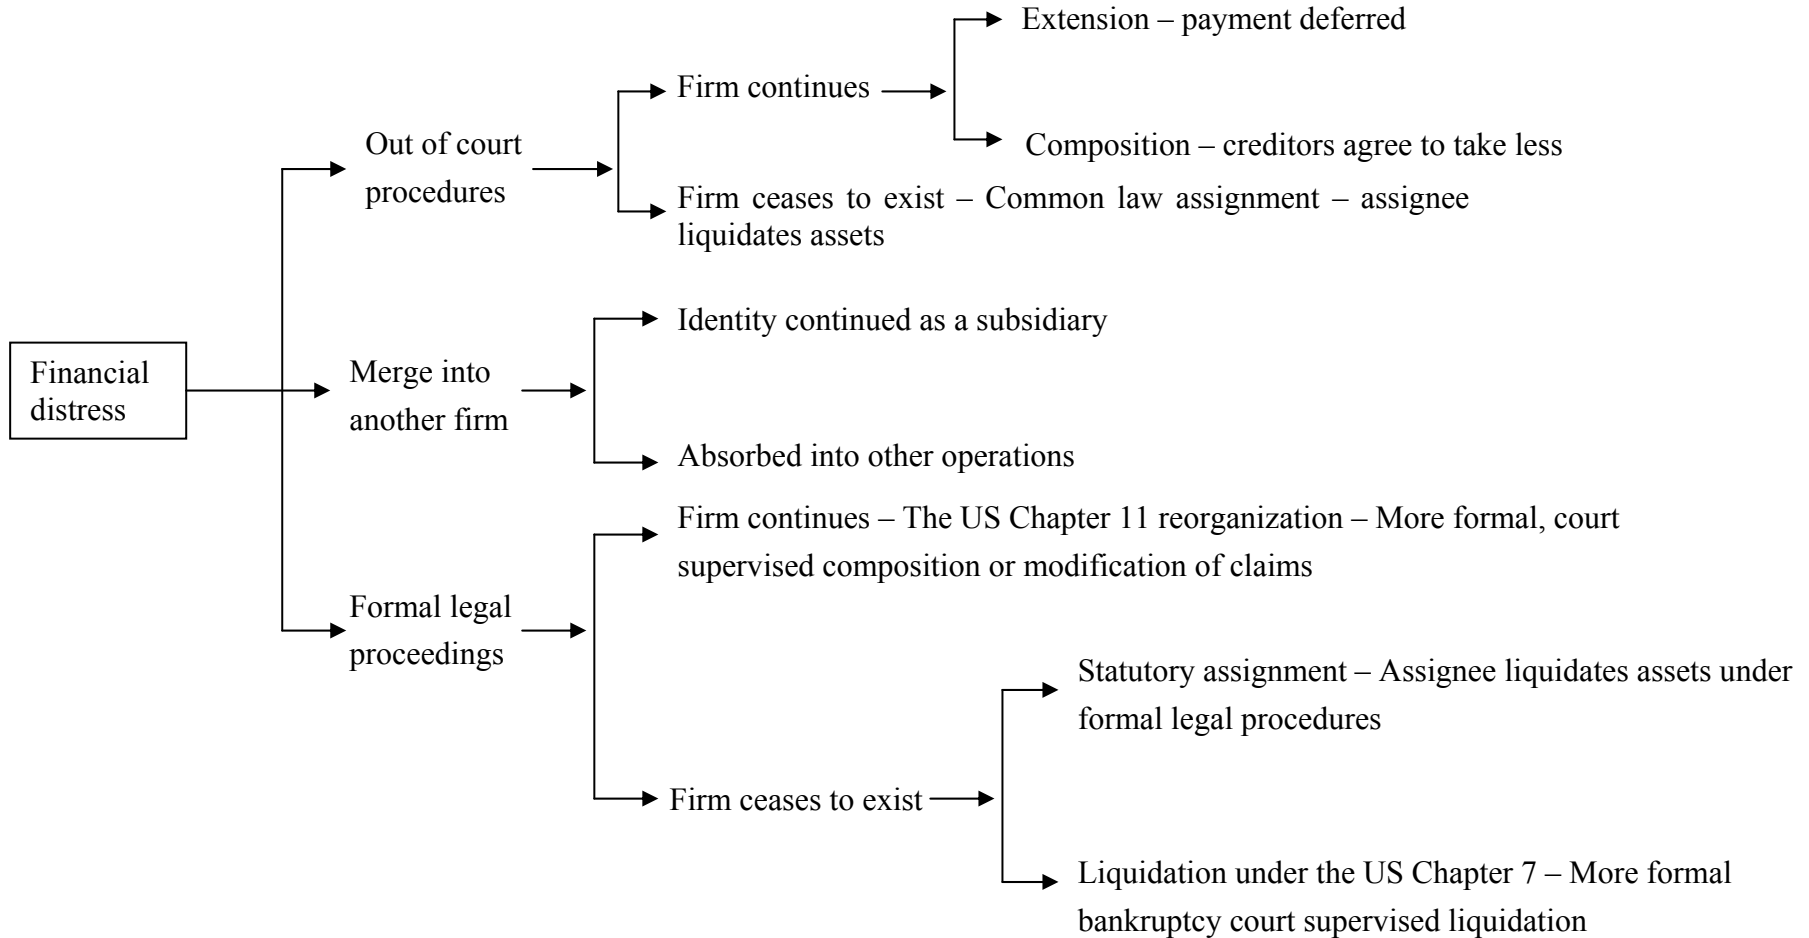 Extension – payment deferred
Firm continues
Out of court
procedures
Composition – creditors agree to take less
Firm ceases to exist – Common law assignment – assignee
liquidates assets
Identity continued as a subsidiary
Financial
distress
Merge into
another firm
Absorbed into other operations
Firm continues – The US Chapter 11 reorganization – More formal, court
supervised composition or modification of claims
Formal legal
proceedings
Statutory assignment – Assignee liquidates assets under
formal legal procedures
Firm ceases to exist
Liquidation under the US Chapter 7 – More formal
bankruptcy court supervised liquidation